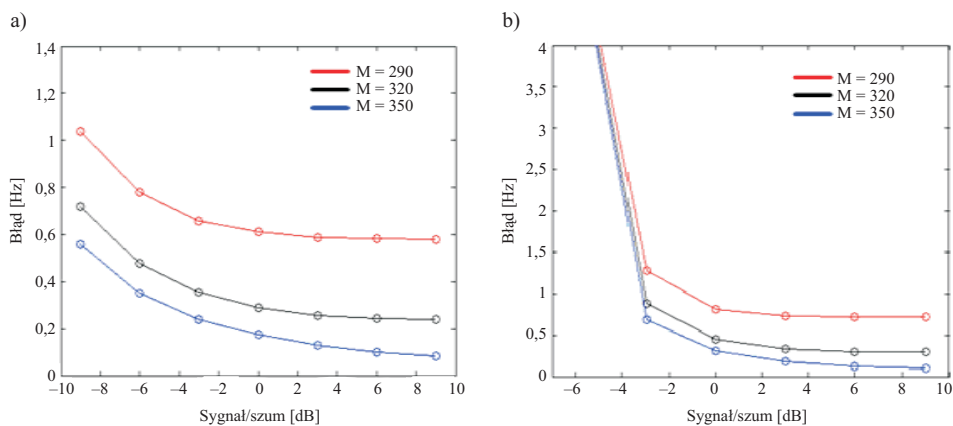 a)
1,4
1,2
1
0,8
0,6
0,4
0,2
0
Błąd [Hz]
M = 290
M = 320
M = 350
–10 –8 –6 –4 –2 0 2 4 6 8 10
Sygnał/szum [dB]
b)
4
3,5
3
2,5
2
1,5
1
0,5
0
Błąd [Hz]
M = 290
M = 320
M = 350
–6 –4 –2 0 2 4 6 8 10
Sygnał/szum [dB]